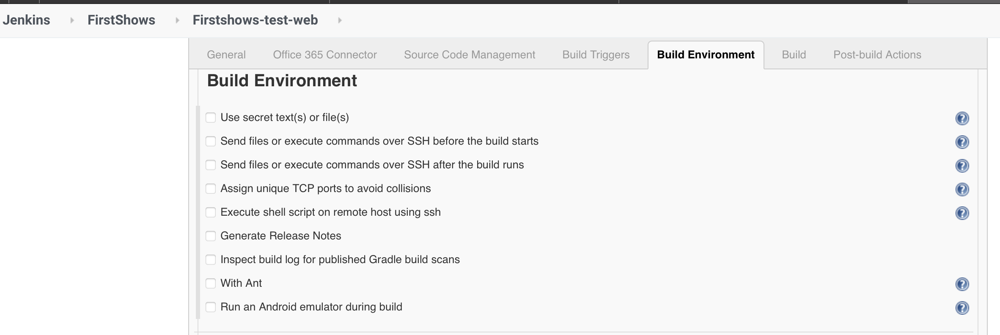 Jenkins FirstShows Firstshows-test-web
General Office 365 Connector Source Code Management Build Triggers Build Environment Build Post-build Actions
Build Environment
Use secret text(s) or file(s)
Send files or execute commands over SSH before the build starts
Send files or execute commands over SSH after the build runs
Assign unique TCP ports to avoid collisions
Execute shell script on remote host using ssh
Generate Release Notes
Inspect build log for published Gradle build scans
With Ant
Run an Android emulator during build